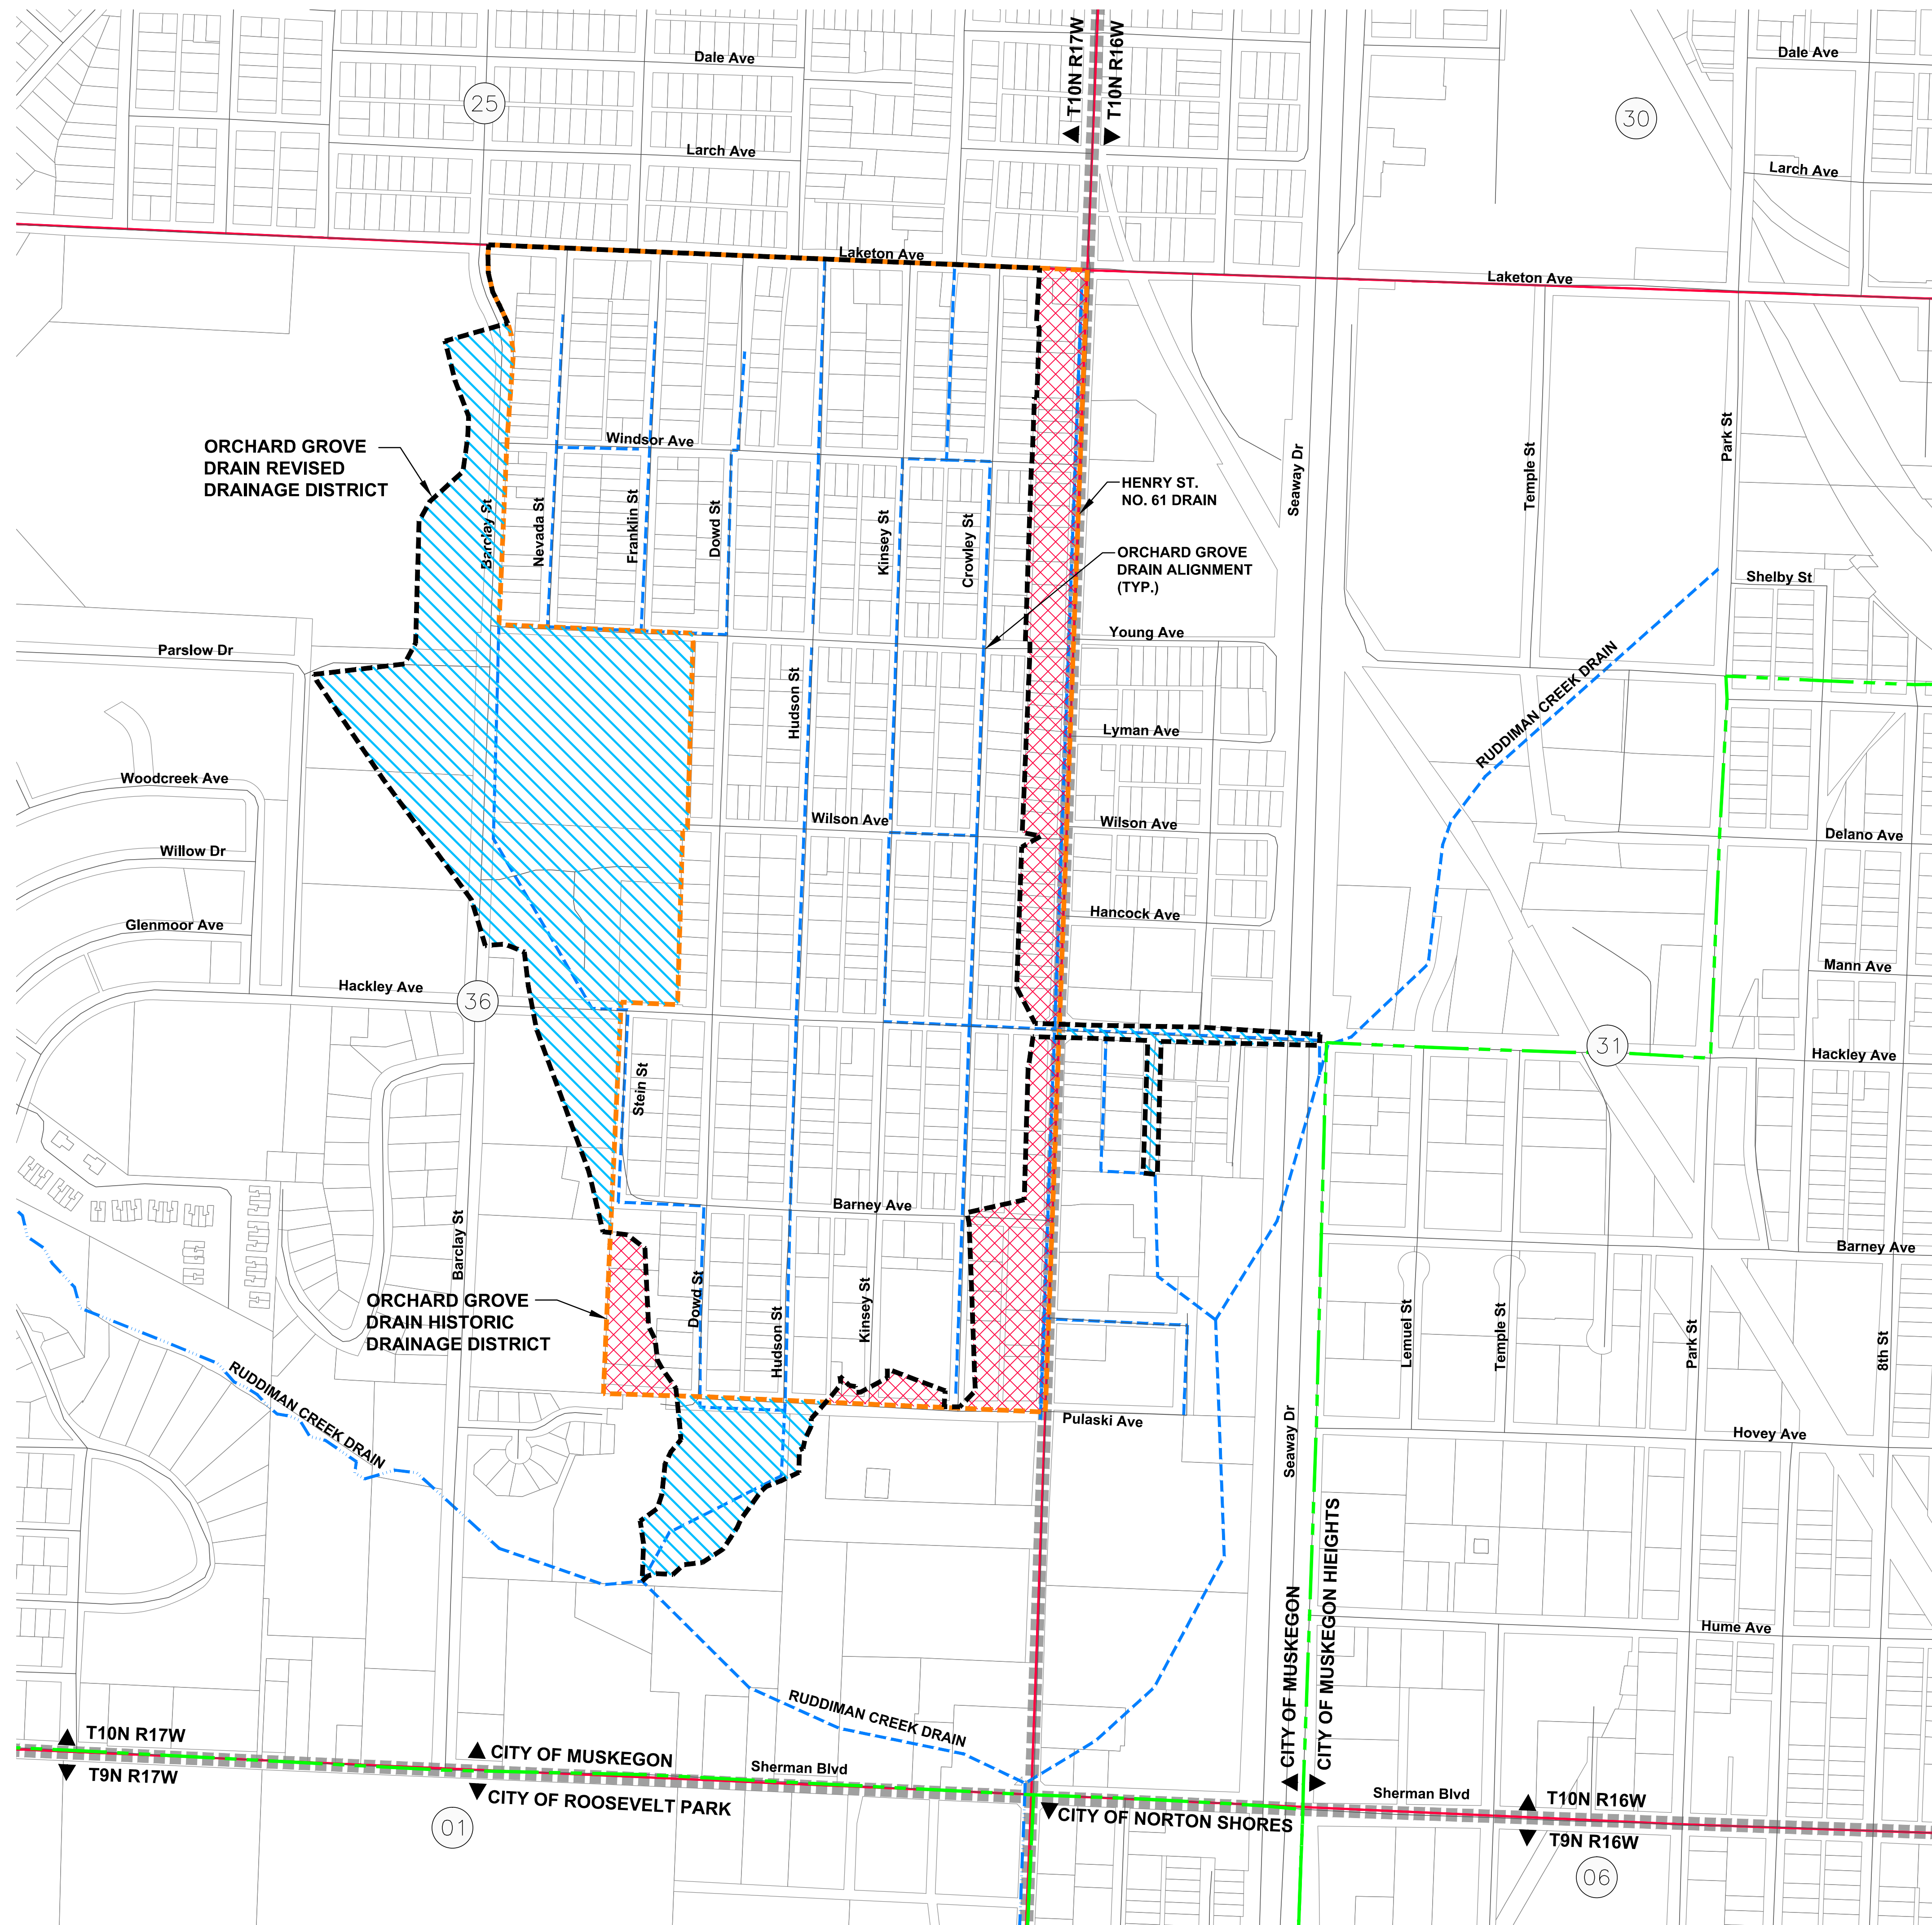 T10N R17W
T10N R16W
Dale Ave
Dale Ave
25
30
Larch Ave
Larch Ave
Laketon Ave
Laketon Ave
ORCHARD GROVE
DRAIN REVISED
DRAINAGE DISTRICT
Windsor Ave
HENRY ST.
NO. 61 DRAIN
Seaway Dr
Temple St
Park St
Barclay St
Nevada St
Franklin St
Dowd St
Kinsey St
Crowley St
ORCHARD GROVE
DRAIN ALIGNMENT
(TYP.)
Shelby St
Young Ave
Parslow Dr
Hudson St
Lyman Ave
RUDDIMAN CREEK DRAIN
Woodcreek Ave
Wilson Ave
Wilson Ave
Delano Ave
Willow Dr
Glenmoor Ave
Hancock Ave
Mann Ave
Hackley Ave
36
31
Hackley Ave
Stein St
Barney Ave
Barclay St
Barney Ave
ORCHARD GROVE
DRAIN HISTORIC
DRAINAGE DISTRICT
Dowd St
Hudson St
Kinsey St
Lemuel St
Temple St
Park St
8th St
RUDDIMAN CREEK DRAIN
Pulaski Ave
Seaway Dr
Hovey Ave
Hume Ave
CITY OF MUSKEGON
CITY OF MUSKEGON HEIGHTS
RUDDIMAN CREEK DRAIN
T10N R17W
T9N R17W
CITY OF MUSKEGON
CITY OF ROOSEVELT PARK
Sherman Blvd
Sherman Blvd
T10N R16W
CITY OF NORTON SHORES
T9N R16W
01
06